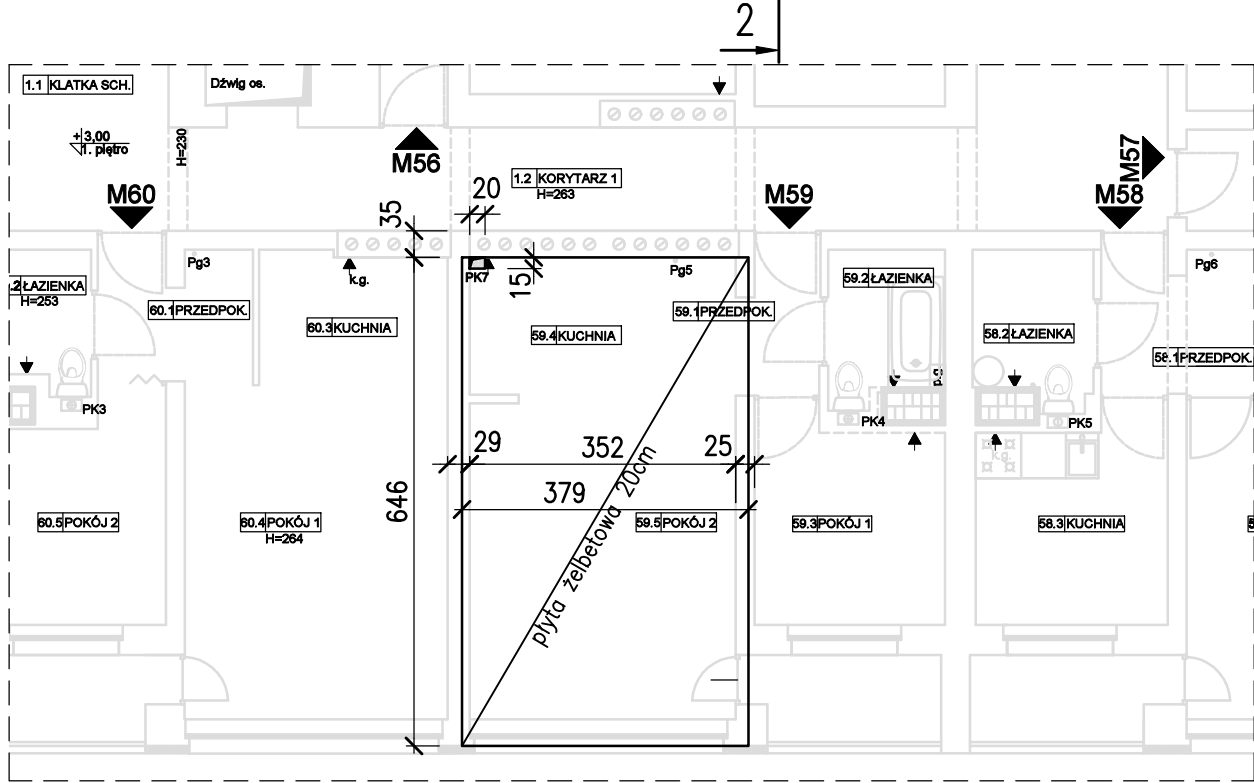 2
1.1 KLATKA SCH.
Dźwig os.
+3,00
1. piętro
H=230
M56
M57
1.2 KORYTARZ 1
H=263
M60
20
M59
M58
35
Pg3
k.g.
PK7
15
Pg5
59.2 ŁAZIENKA
Pg6
.2 ŁAZIENKA
H=253
60.1 PRZEDPOK.
60.3 KUCHNIA
59.4 KUCHNIA
59.1 PRZEDPOK.
58.2 ŁAZIENKA
58.1 PRZEDPOK.
p.g.
PK3
PK4
PK5
29
352
25
k.g.
379
646
płyta żelbetowa 20cm
60.5 POKÓJ 2
60.4 POKÓJ 1
H=264
59.5 POKÓJ 2
59.3 POKÓJ 1
58.3 KUCHNIA